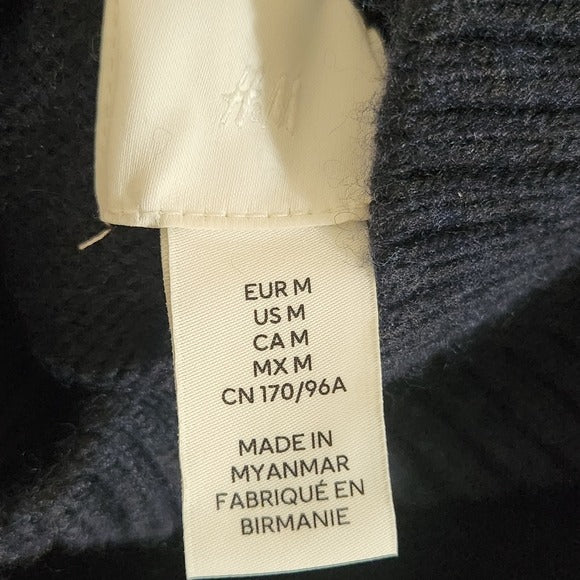 H&M
EUR M
US M
CA M
MX M
CN 170/96A
MADE IN
MYANMAR
FABRIQUÉ EN
BIRMANIE